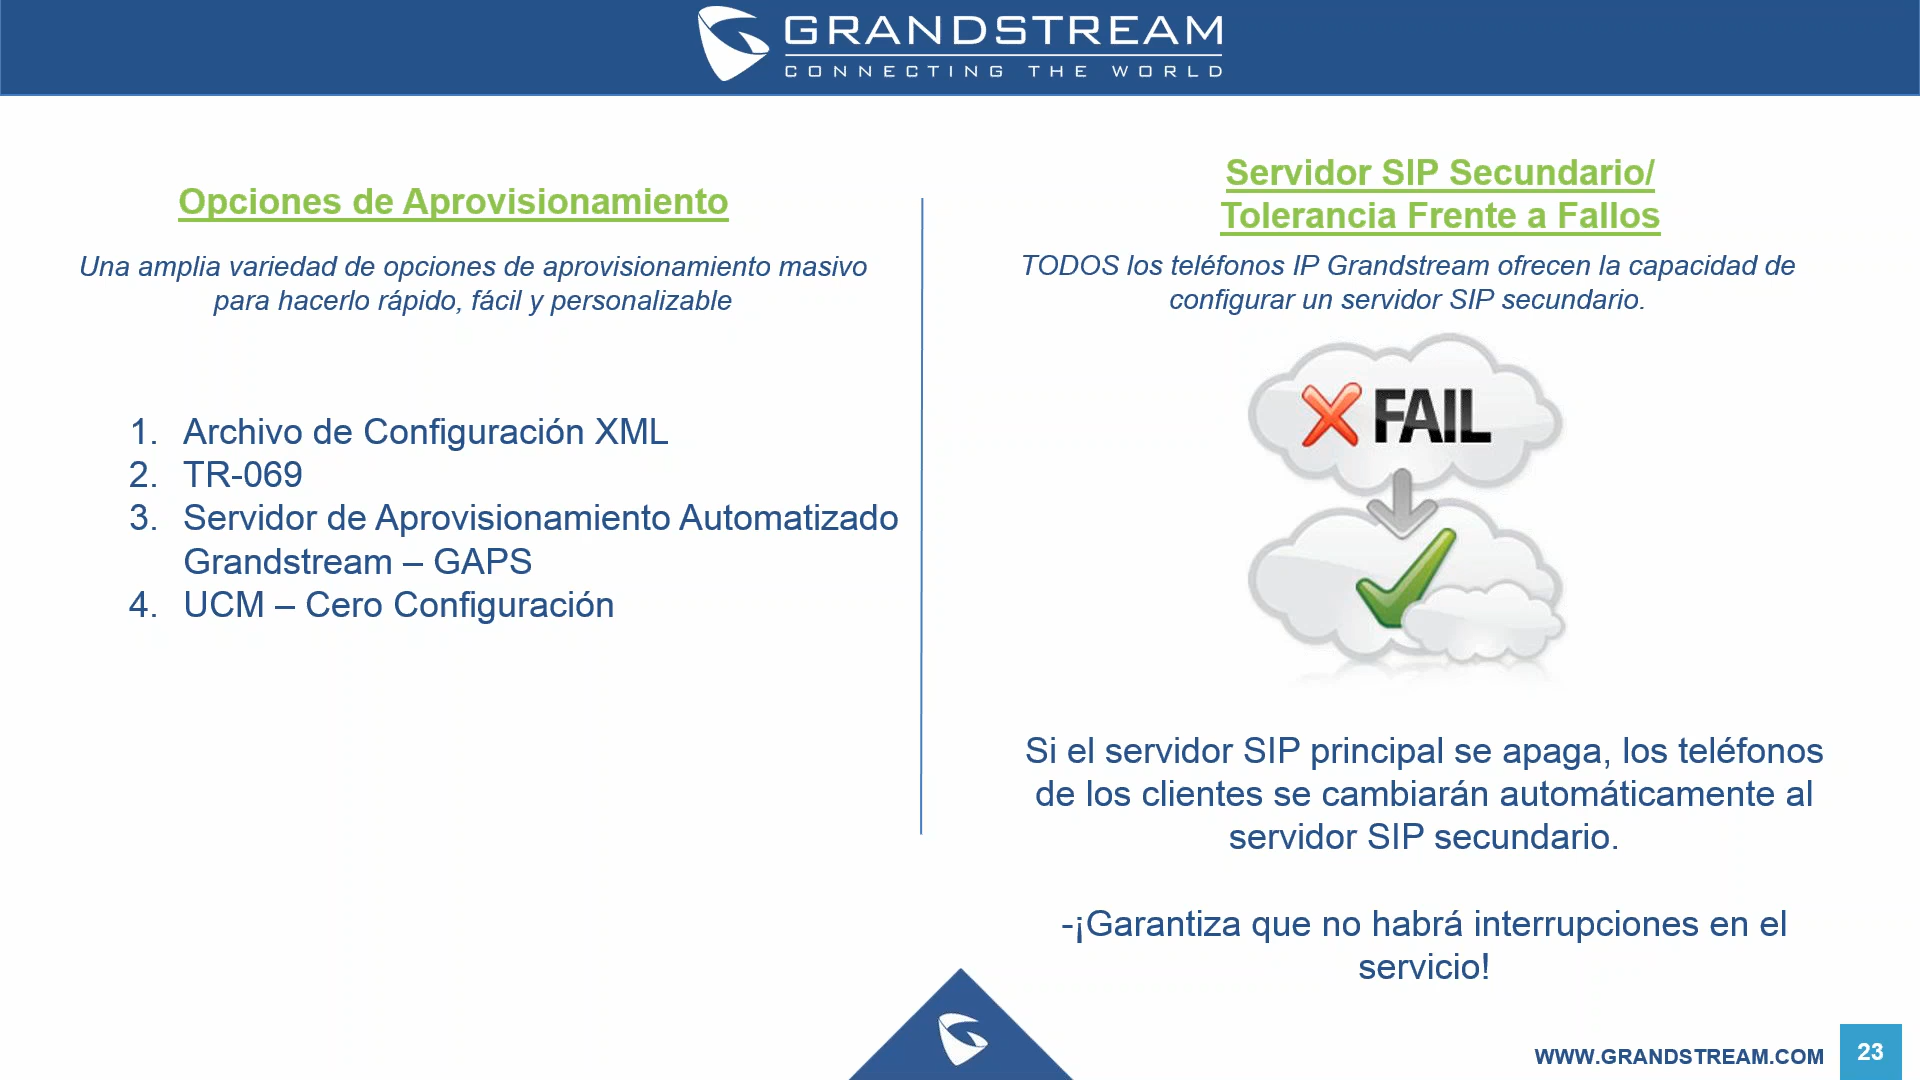 GRANDSTREAM
CONNECTING THE WORLD
Opciones de Aprovisionamiento
Una amplia variedad de opciones de aprovisionamiento masivo
para hacerlo rápido, fácil y personalizable
1. Archivo de Configuración XML
2. TR-069
3. Servidor de Aprovisionamiento Automatizado
Grandstream – GAPS
4. UCM – Cero Configuración
Servidor SIP Secundario/
Tolerancia Frente a Fallos
TODOS los teléfonos IP Grandstream ofrecen la capacidad de
configurar un servidor SIP secundario.
FAIL
Si el servidor SIP principal se apaga, los teléfonos
de los clientes se cambiarán automáticamente al
servidor SIP secundario.
-¡Garantiza que no habrá interrupciones en el
servicio!
WWW.GRANDSTREAM.COM
23